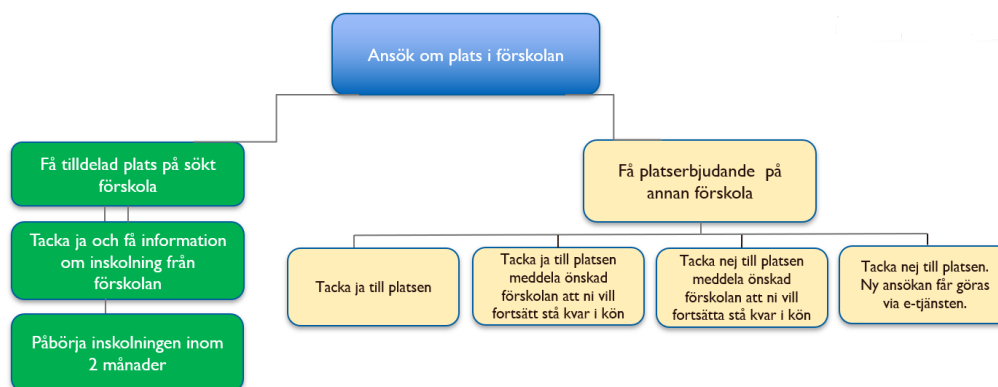 Ansök om plats i förskolan
Få tilldelad plats på sökt
förskola
Tacka ja och få information
om inskolning från
förskolan
Påbörja inskolningen inom
2 månader
Få platserbjudande på
annan förskola
Tacka ja till platsen
Tacka ja till platsen
meddela önskad
förskolan att ni vill
fortsätt stå kvar i kön
Tacka nej till platsen
meddela önskad
förskolan att ni vill
fortsätta stå kvar i kön
Tacka nej till platsen.
Ny ansökan får göras
via e-tjänsten.